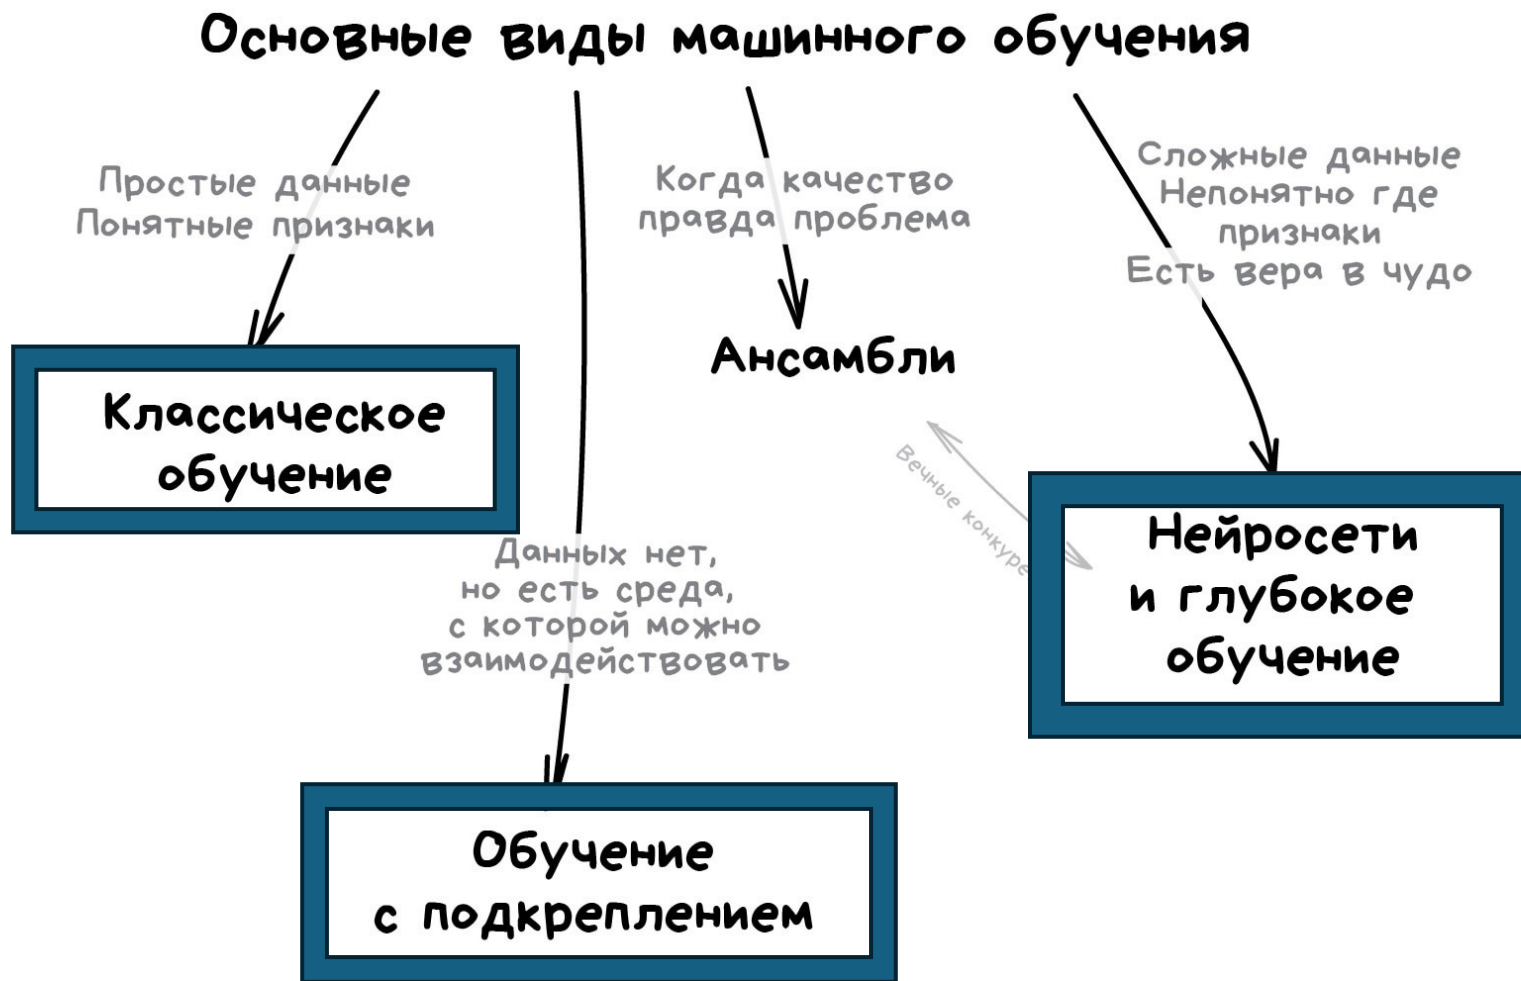 Основные виды машинного обучения
Простые данные
Понятные признаки
Когда качество
правда проблема
Сложные данные
Непонятно где
признаки
Есть вера в чудо
Классическое
обучение
Ансамбли
Вечные
Нейросети
и глубокое
обучение
Данных нет,
но есть среда,
с которой можно
взаимодействовать
Обучение
с подкреплением